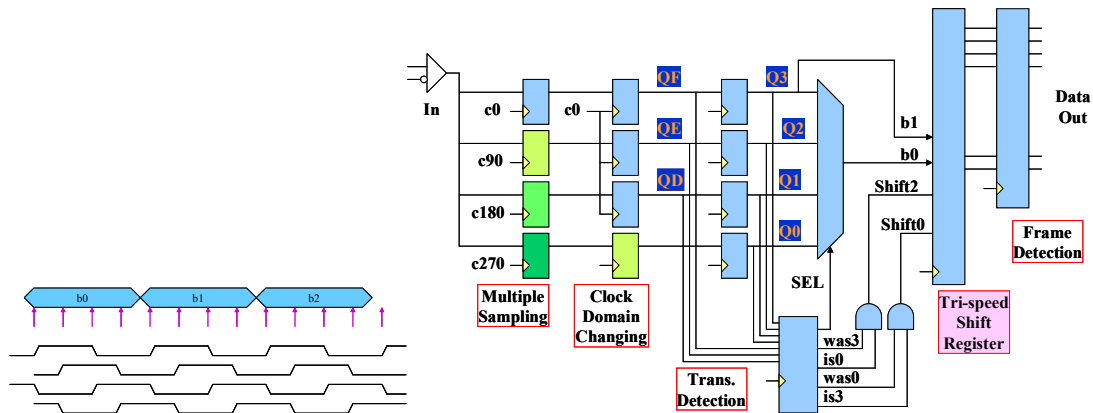 QF
Q3
In
c0
c0
b1
Data
Out
QE
Q2
c90
b0
QD
Q1
Shift2
c180
Q0
Shift0
c270
SEL
Frame
Detection
b0
b1
b2
Multiple
Sampling
Clock
Domain
Changing
Tri-speed
Shift
Register
was3
is0
Trans.
Detection
was0
is3